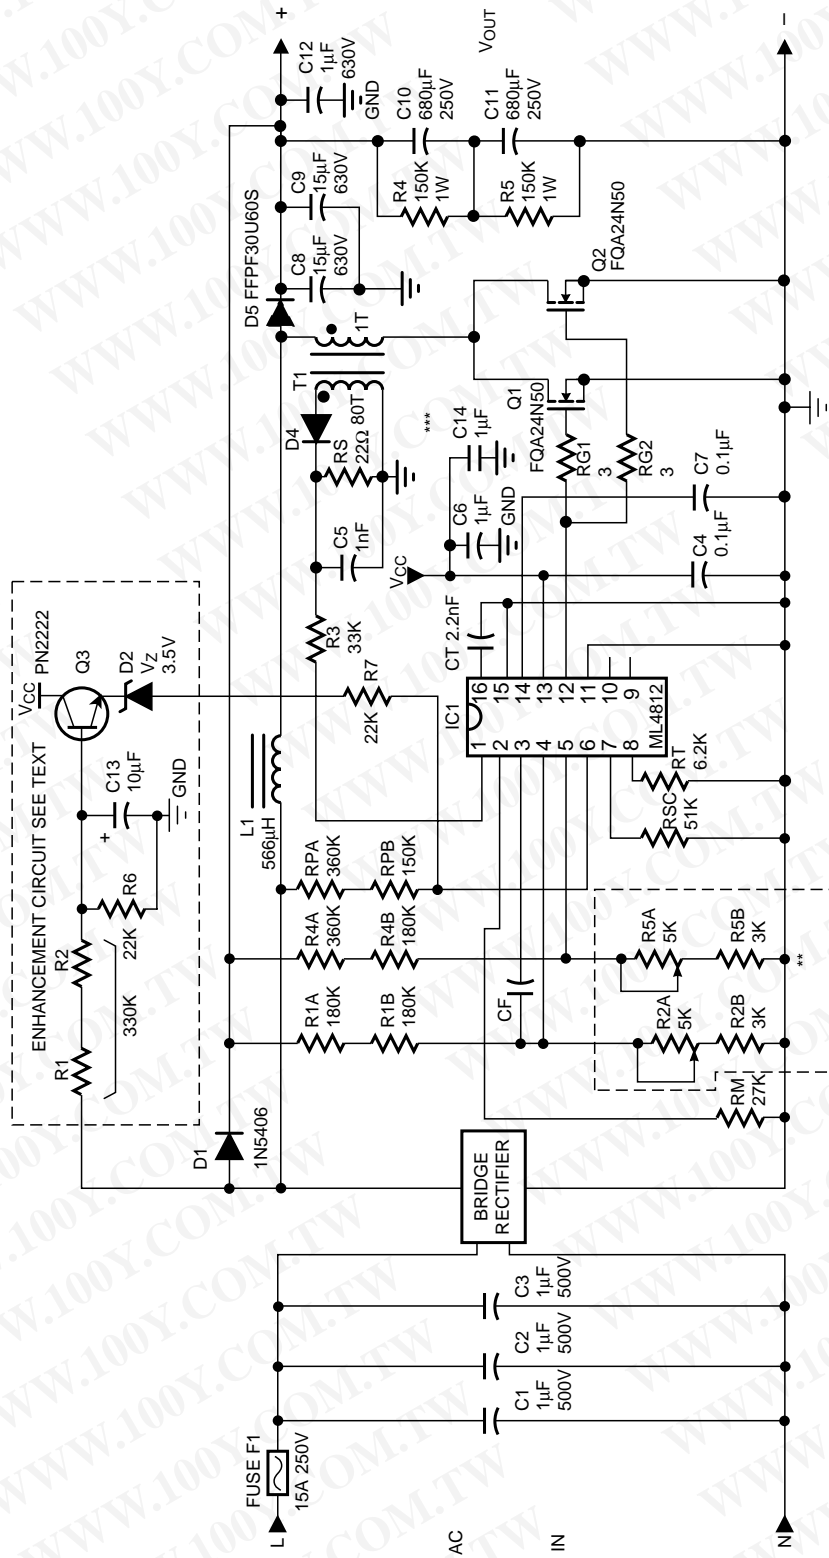 ENHANCEMENT CIRCUIT SEE TEXT
VCC
PN2222
Q3
D2
VZ
3.5V
C13
10µF
+
GND
R6
22K
R2
330K
R1
D1
1N5406
FUSE F1
15A 250V
L
AC
IN
N
C1
1µF
500V
C2
1µF
500V
C3
1µF
500V
BRIDGE
RECTIFIER
L1
566µH
R1A
180K
R1B
180K
R4A
360K
R4B
180K
RPA
360K
RPB
150K
CF
RM
27K
R2A
5K
R2B
3K
R5A
5K
R5B
3K
**
RSC
51K
RT
6.2K
R7
22K
R3
33K
IC1
ML4812
1
2
3
4
5
6
7
8
16
15
14
13
12
11
10
9
CT 2.2nF
VCC
C6
1µF
GND
C14
1µF
***
C4
0.1µF
C7
0.1µF
C5
1nF
RS
22Ω
D4
T1
80T
1T
D5 FFPF30U60S
C8
15µF
630V
C9
15µF
630V
C12
1µF
630V
GND
RG1
3
RG2
3
Q1
FQA24N50
Q2
FQA24N50
R4
150K
1W
R5
150K
1W
C10
680µF
250V
C11
680µF
250V
VOUT
+
–
WWW.100Y.COM.TW